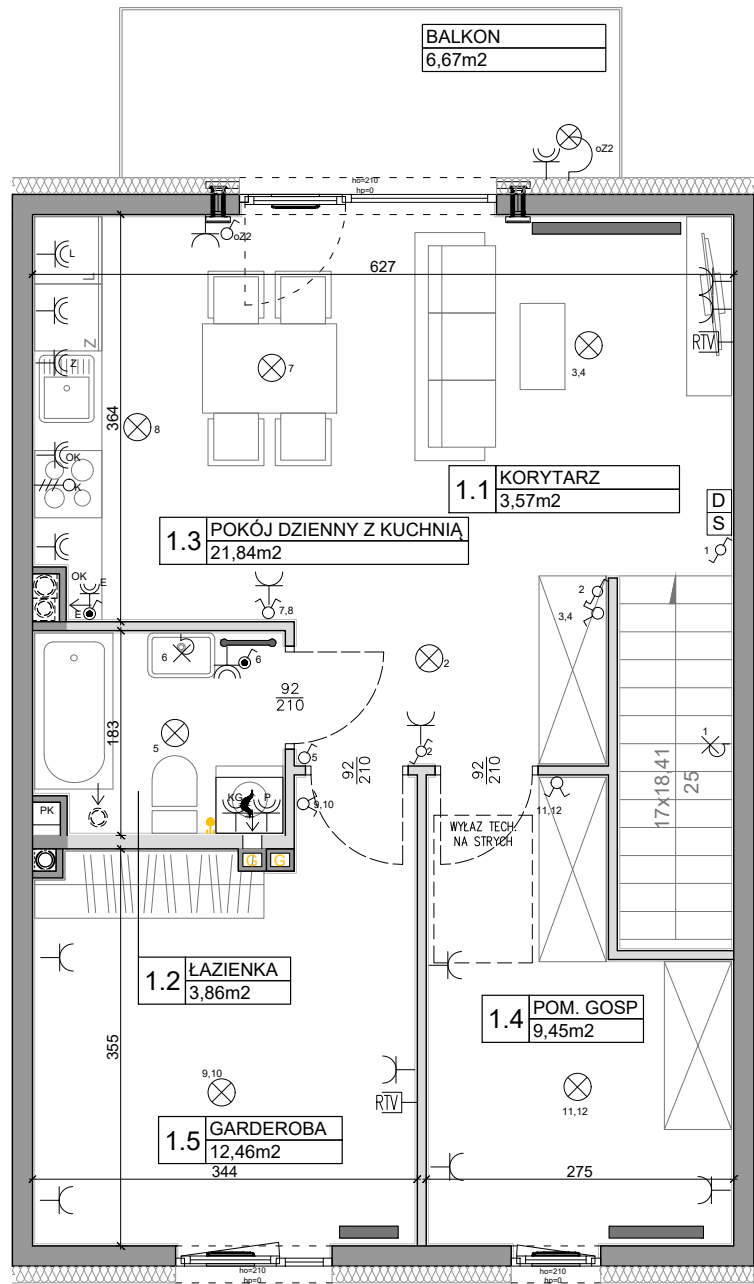 BALKON
6,67m2
oZ2
ho=210
hp=0
oZ2
627
L
L
Z
Z
7
3,4
RTV
364
8
OK
K
1.1 KORYTARZ
3,57m2
D
S
1
1.3 POKÓJ DZIENNY Z KUCHNIĄ
21,84m2
OK
E
E
7,8
2
3,4
6
6
2
92
210
183
5
1
5
92
210
2
92
210
17x18,41
25
KG
P
9,10
11,12
PK
WYŁAZ TECH.
NA STRYCH
G
G
1.2 ŁAZIENKA
3,86m2
1.4 POM. GOSP
9,45m2
355
9,10
RTV
11,12
1.5 GARDEROBA
12,46m2
344
275
ho=210
hp=0
ho=210
hp=0